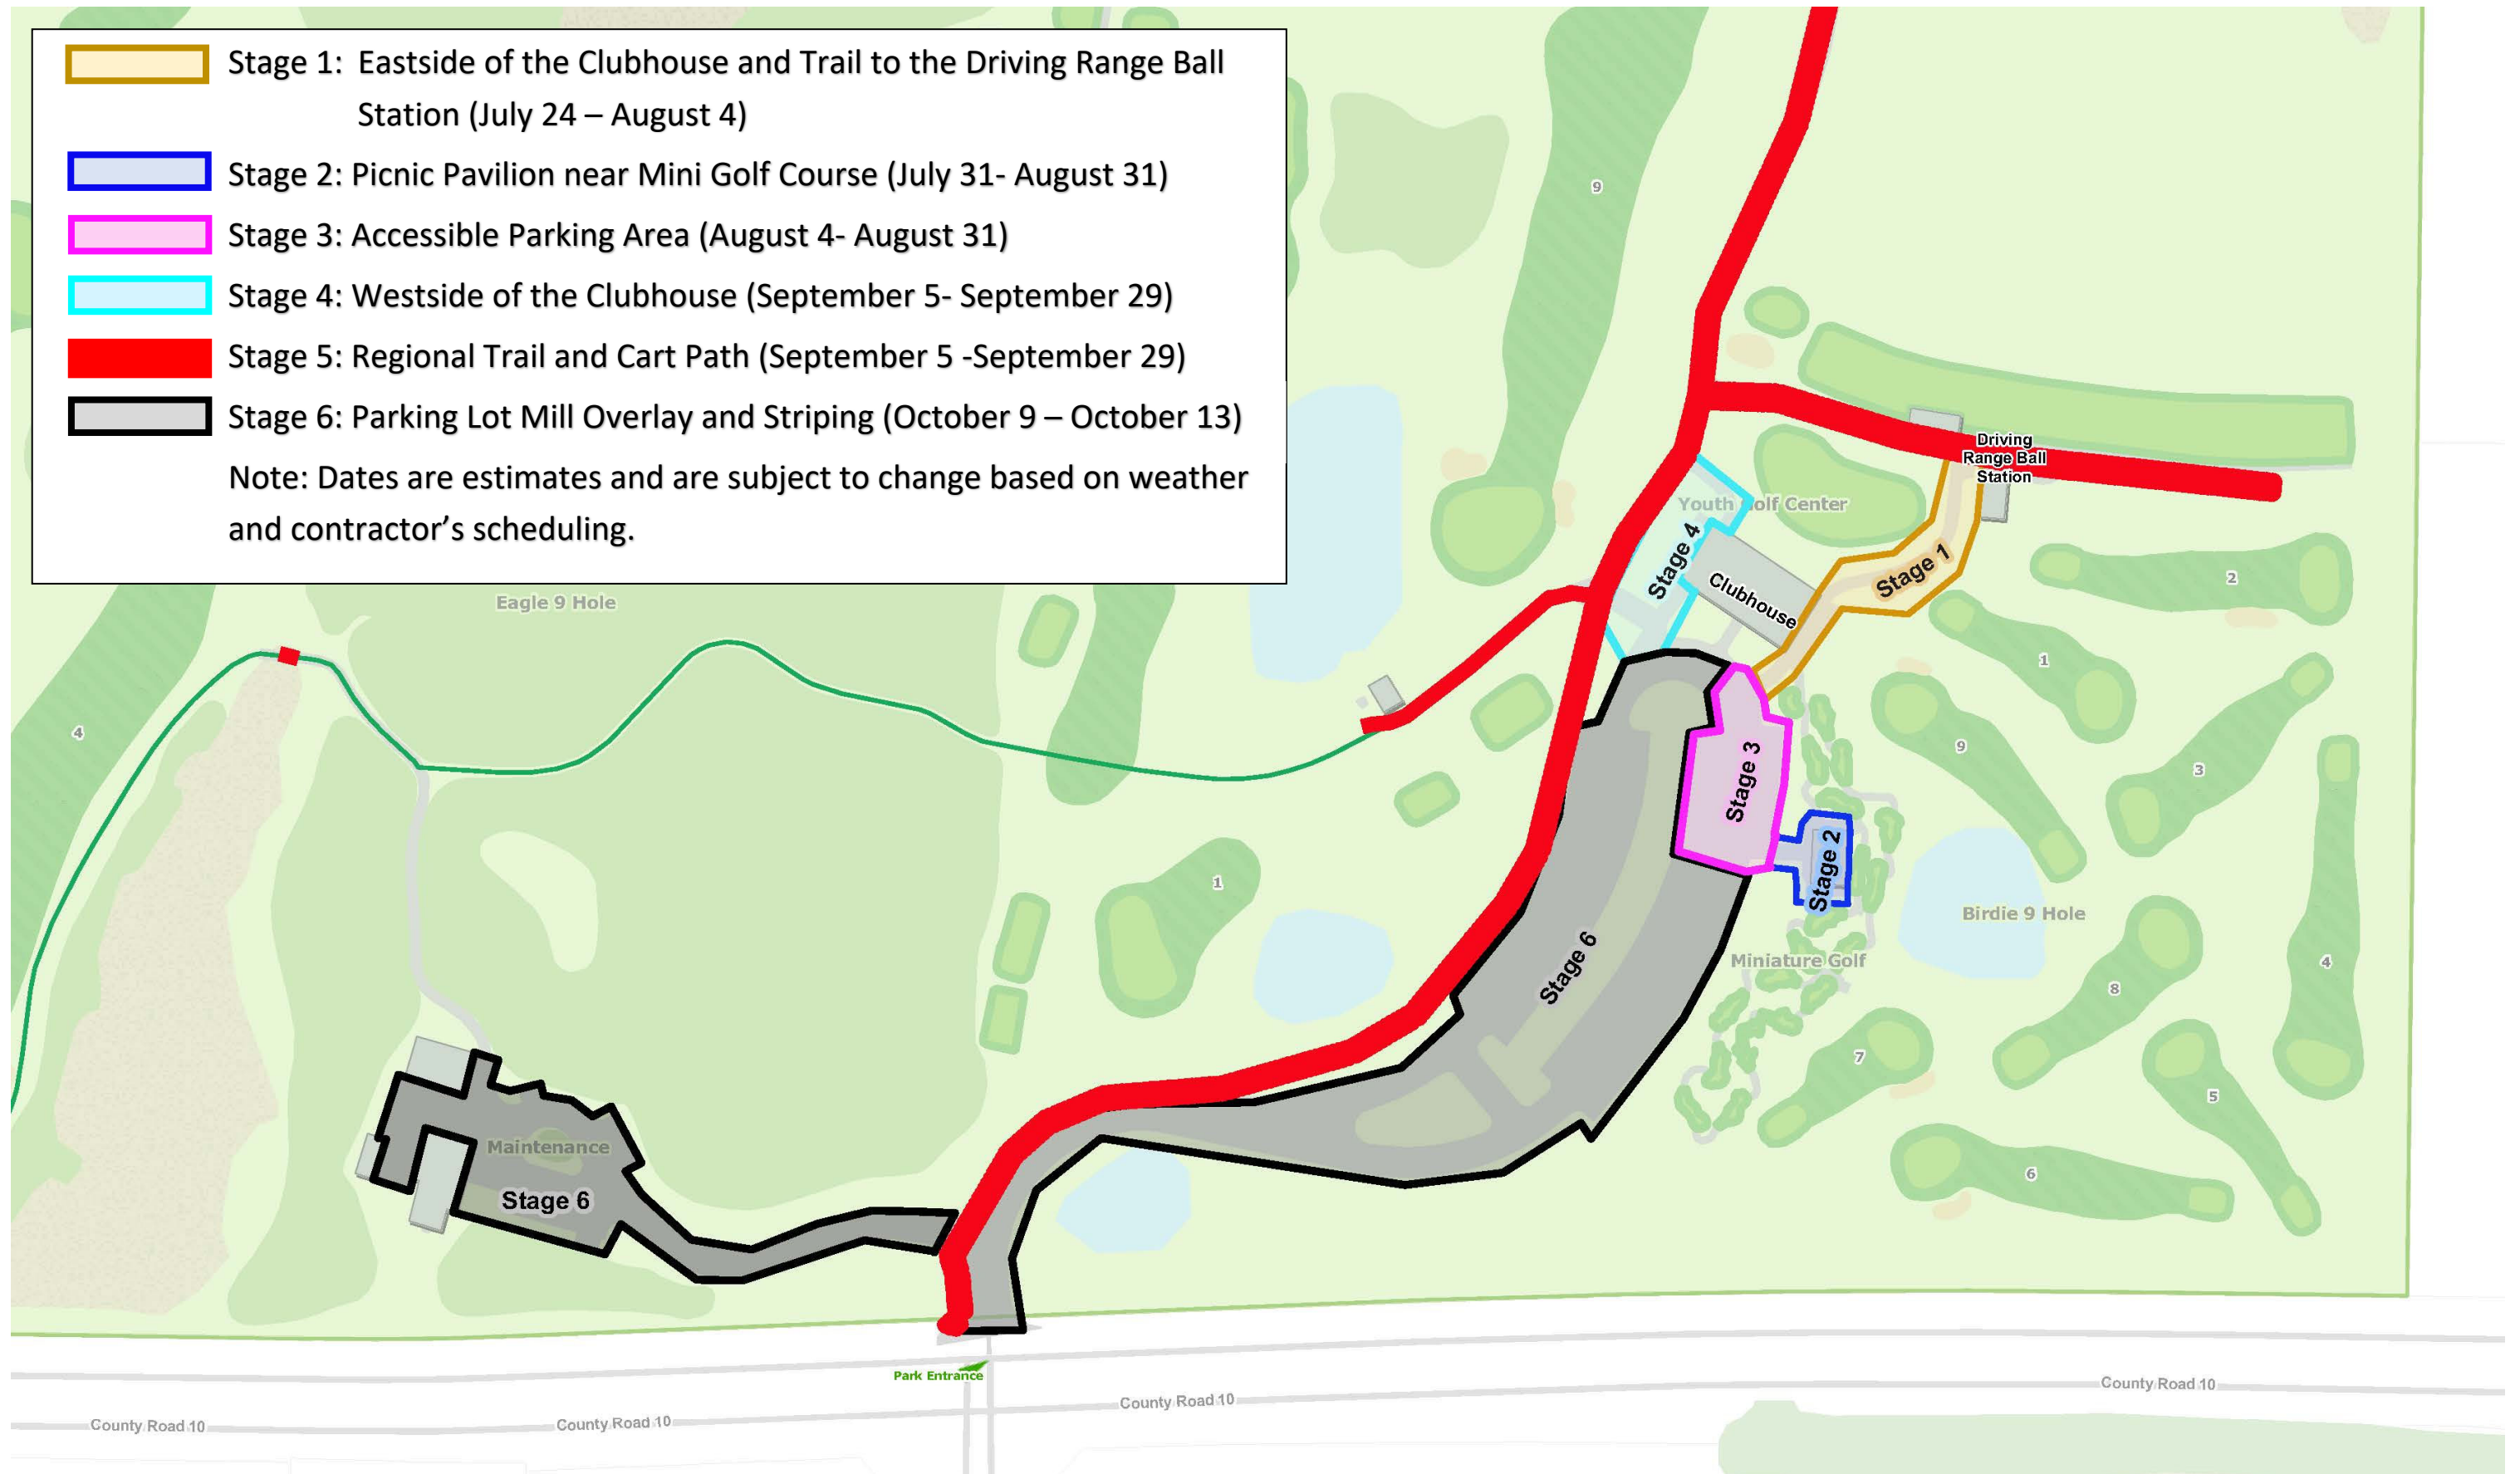 Stage 1: Eastside of the Clubhouse and Trail to the Driving Range Ball
Station (July 24 – August 4)
Stage 2: Picnic Pavilion near Mini Golf Course (July 31- August 31)
Stage 3: Accessible Parking Area (August 4- August 31)
Stage 4: Westside of the Clubhouse (September 5- September 29)
Stage 5: Regional Trail and Cart Path (September 5 -September 29)
Stage 6: Parking Lot Mill Overlay and Striping (October 9 – October 13)
Note: Dates are estimates and are subject to change based on weather
and contractor’s scheduling.
9
Driving
Range Ball
Station
Youth olf Center
Stage 4
Clubhouse
Stage 1
2
Eagle 9 Hole
1
4
9
3
Stage 3
Stage 2
1
Birdie 9 Hole
Stage 6
Miniature Golf
4
8
7
5
Maintenance
6
Stage 6
Park Entrance
County Road 10
County Road 10
County Road 10
County Road 10